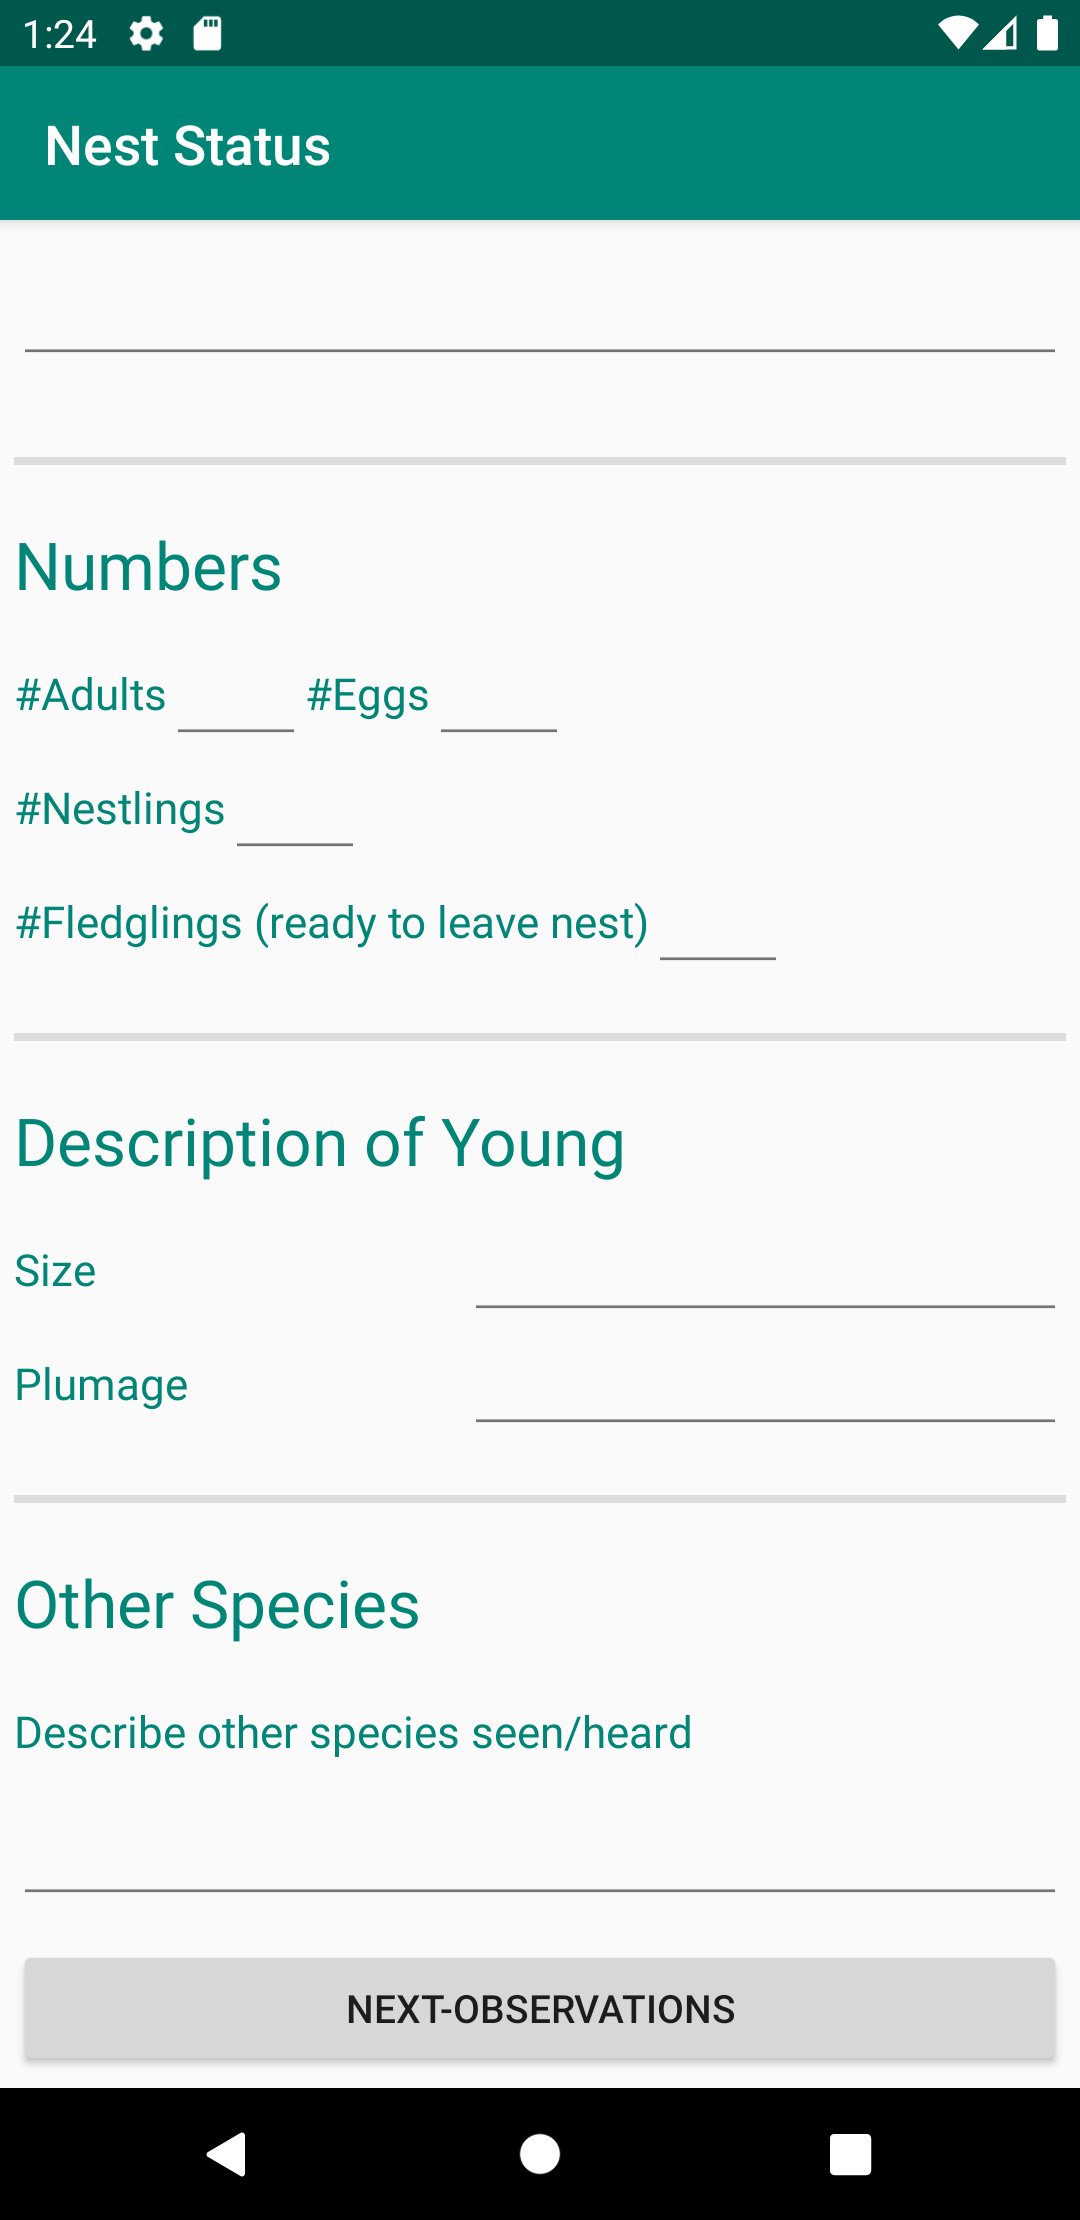 1:24
Nest Status
Numbers
#Adults #Eggs
#Nestlings
#Fledglings (ready to leave nest)
Description of Young
Size
Plumage
Other Species
Describe other species seen/heard
NEXT-OBSERVATIONS